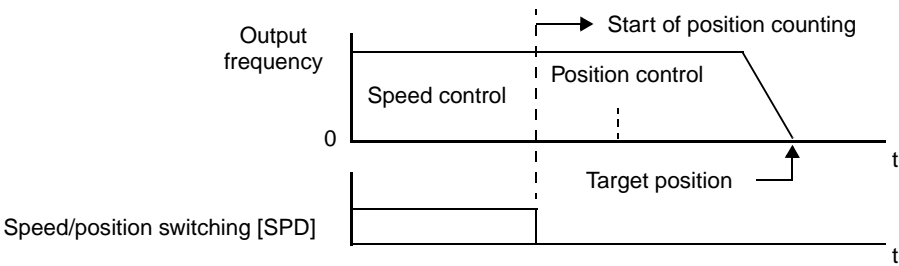 Start of position counting
Output
frequency
Position control
Speed control
0
t
Target position
Speed/position switching [SPD]
t